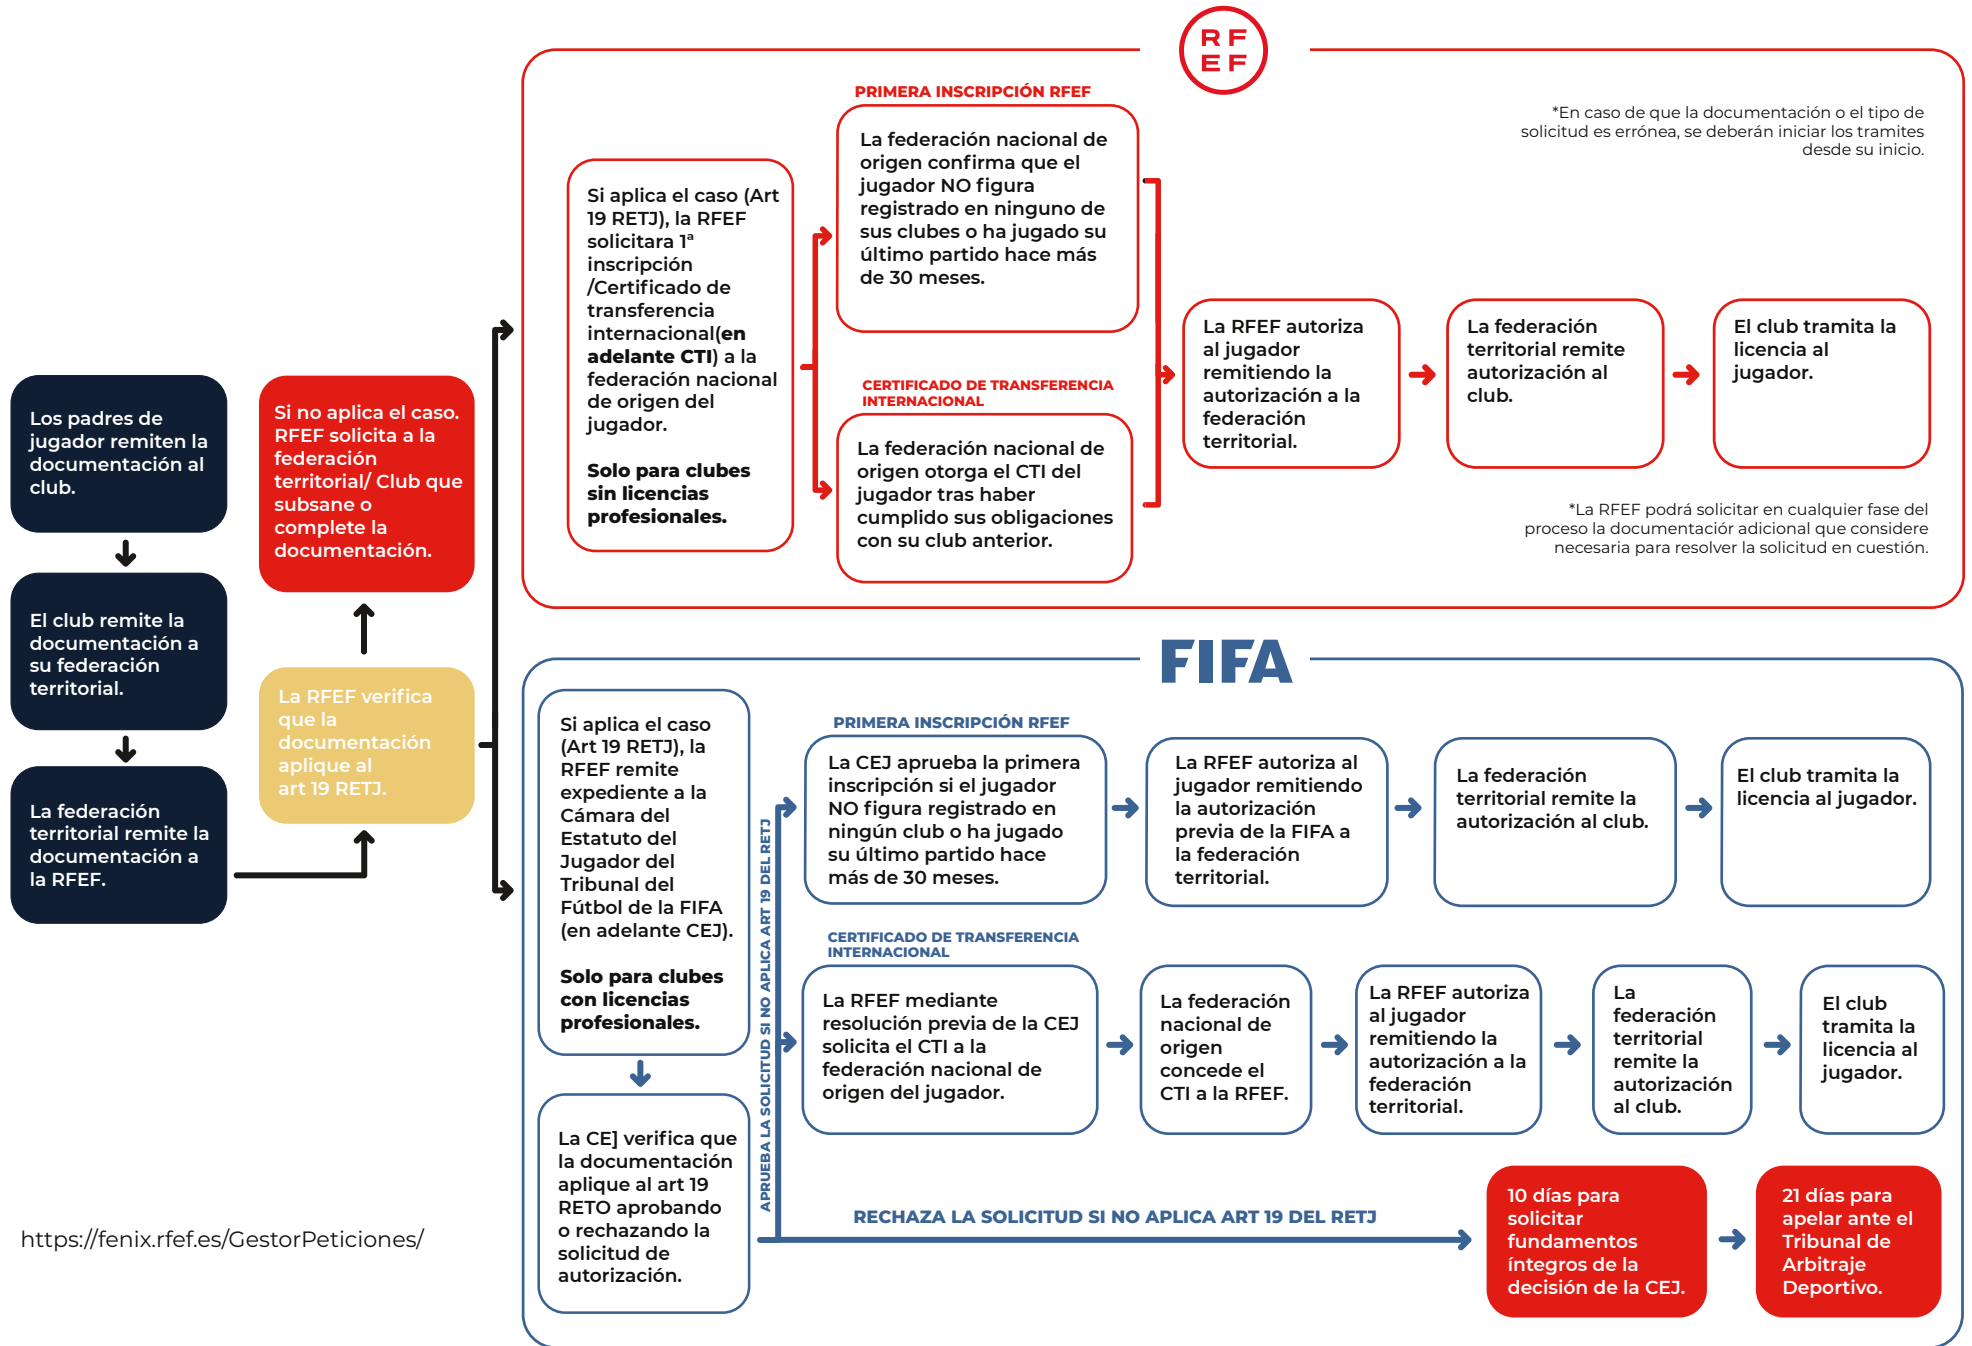 Los padres de
jugador remiten la
documentación al
club.
El club remite la
documentación a
su federación
territorial.
La federación
territorial remite la
documentación a
la RFEF.
Si no aplica el caso.
RFEF solicita a la
federación
territorial/ Club que
subsane o
complete la
documentación.
La RFEF verifica
que la
documentación
aplique al
art 19 RETJ.
https://fenix.rfef.es/GestorPeticiones/
RF
EF
*En caso de que la documentación o el tipo de
solicitud es errónea, se deberán iniciar los tramites
desde su inicio.
Si aplica el caso (Art
19 RETJ), la RFEF
solicitara 1ª
inscripción
/Certificado de
transferencia
internacional(en
adelante CTI) a la
federación nacional
de origen del
jugador.
Solo para clubes
sin licencias
profesionales.
PRIMERA INSCRIPCIÓN RFEF
La federación nacional de
origen confirma que el
jugador NO figura
registrado en ninguno de
sus clubes o ha jugado su
último partido hace más
de 30 meses.
CERTIFICADO DE TRANSFERENCIA
INTERNACIONAL
La federación nacional de
origen otorga el CTI del
jugador tras haber
cumplido sus obligaciones
con su club anterior.
La RFEF autoriza
al jugador
remitiendo la
autorización a la
federación
territorial.
La federación
territorial remite
autorización al
club.
El club tramita la
licencia al
jugador.
*La RFEF podrá solicitar en cualquier fase del
proceso la documentaciór adicional que considere
necesaria para resolver la solicitud en cuestión.
FIFA
Si aplica el caso
(Art 19 RETJ), la
RFEF remite
expediente a la
Cámara del
Estatuto del
Jugador del
Tribunal del
Fútbol de la FIFA
(en adelante CEJ).
Solo para clubes
con licencias
profesionales.
La CE] verifica que
la documentación
aplique al art 19
RETO aprobando
o rechazando la
solicitud de
autorización.
APRUEBA LA SOLICITUD SI NO APLICA ART 19 DEL RETJ
PRIMERA INSCRIPCIÓN RFEF
La CEJ aprueba la primera
inscripción si el jugador
NO figura registrado en
ningún club o ha jugado
su último partido hace
más de 30 meses.
La RFEF autoriza al
jugador remitiendo
la autorización
previa de la FIFA a
la federación
territorial.
La federación
territorial remite la
autorización al club.
El club tramita la
licencia al jugador.
CERTIFICADO DE TRANSFERENCIA
INTERNACIONAL
La RFEF mediante
resolución previa de la CEJ
solicita el CTI a la
federación nacional de
origen del jugador.
La federación
nacional de
origen
concede el
CTI a la RFEF.
La RFEF autoriza
al jugador
remitiendo la
autorización a la
federación
territorial.
La
federación
territorial
remite la
autorización
al club.
El club
tramita la
licencia al
jugador.
RECHAZA LA SOLICITUD SI NO APLICA ART 19 DEL RETJ
10 días para
solicitar
fundamentos
íntegros de la
decisión de la CEJ.
21 días para
apelar ante el
Tribunal de
Arbitraje
Deportivo.